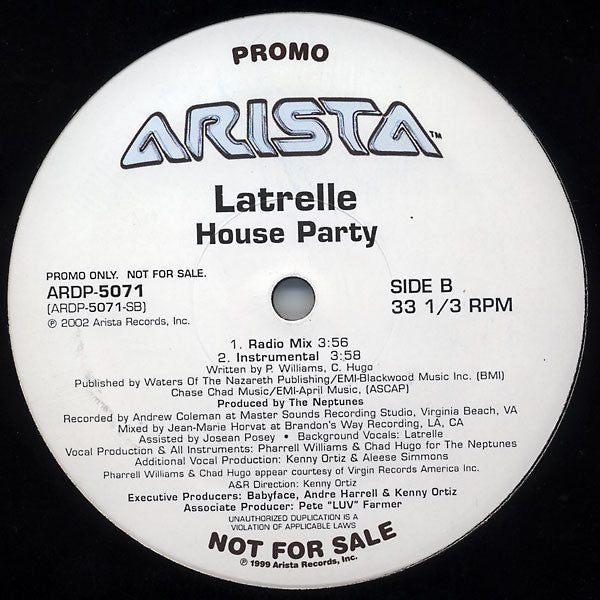 PROMO
ARISTA™
Latrelle
House Party
PROMO ONLY. NOT FOR SALE.
ARDP-5071
(ARDP-5071-SB)
℗ 2002 Arista Records, Inc.
SIDE B
33 1/3 RPM
1. Radio Mix 3:56
2. Instrumental 3:58
Written by P. Williams, C. Hugo
Published by Waters Of The Nazareth Publishing/EMI-Blackwood Music Inc. (BMI)
Chase Chad Music/EMI-April Music, (ASCAP)
Produced by The Neptunes
Recorded by Andrew Coleman at Master Sounds Recording Studio, Virginia Beach, VA
Mixed by Jean-Marie Horvat at Brandon's Way Recording, LA, CA
Assisted by Josean Posey • Background Vocals: Latrelle
Vocal Production & All Instruments: Pharrell Williams & Chad Hugo for The Neptunes
Additional Vocal Production: Kenny Ortiz & Aleese Simmons
Pharrell Williams & Chad Hugo appear courtesy of Virgin Records America Inc.
A&R Direction: Kenny Ortiz
Executive Producers: Babyface, Andre Harrell & Kenny Ortiz
Associate Producer: Pete "LUV" Farmer
UNAUTHORIZED DUPLICATION IS A
VIOLATION OF APPLICABLE LAWS
NOT FOR SALE
℗ 1999 Arista Records, Inc.